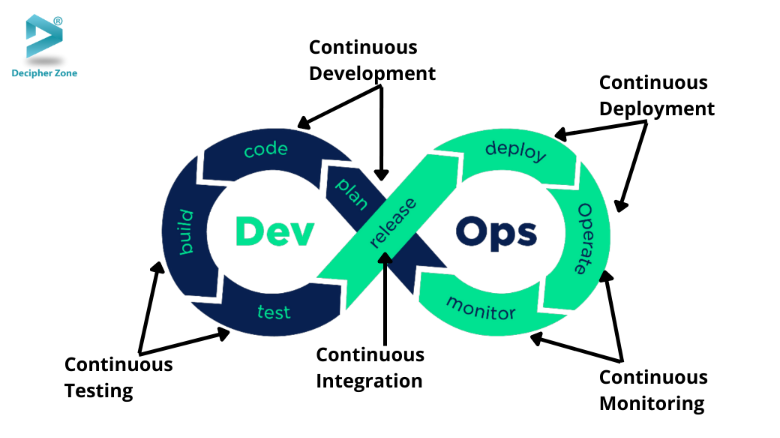 ®
Decipher Zone
Continuous
Development
Continuous
Deployment
code
plan
build
test
Dev
release
Ops
deploy
Operate
monitor
Continuous
Testing
Continuous
Integration
Continuous
Monitoring